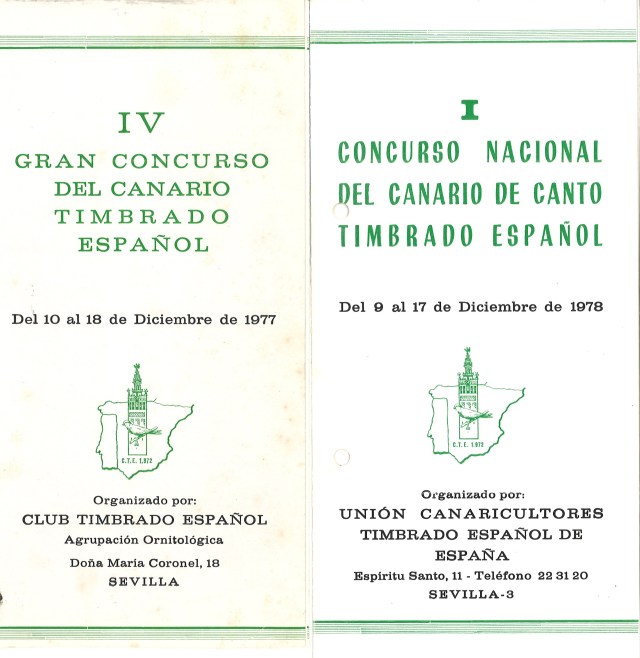 IV
GRAN CONCURSO
DEL CANARIO
TIMBRADO
ESPAÑOL
Del 10 al 18 de Diciembre de 1977
C.T.E. 1.972
Organizado por:
CLUB TIMBRADO ESPAÑOL
Agrupación Ornitológica
Doña María Coronel, 18
SEVILLA
I
CONCURSO NACIONAL
DEL CANARIO DE CANTO
TIMBRADO ESPAÑOL
Del 9 al 17 de Diciembre de 1978
C.T.E. 1.972
Organizado por:
UNIÓN CANARICULTORES
TIMBRADO ESPAÑOL DE
ESPAÑA
Espíritu Santo, 11 - Teléfono 22 31 20
SEVILLA-3